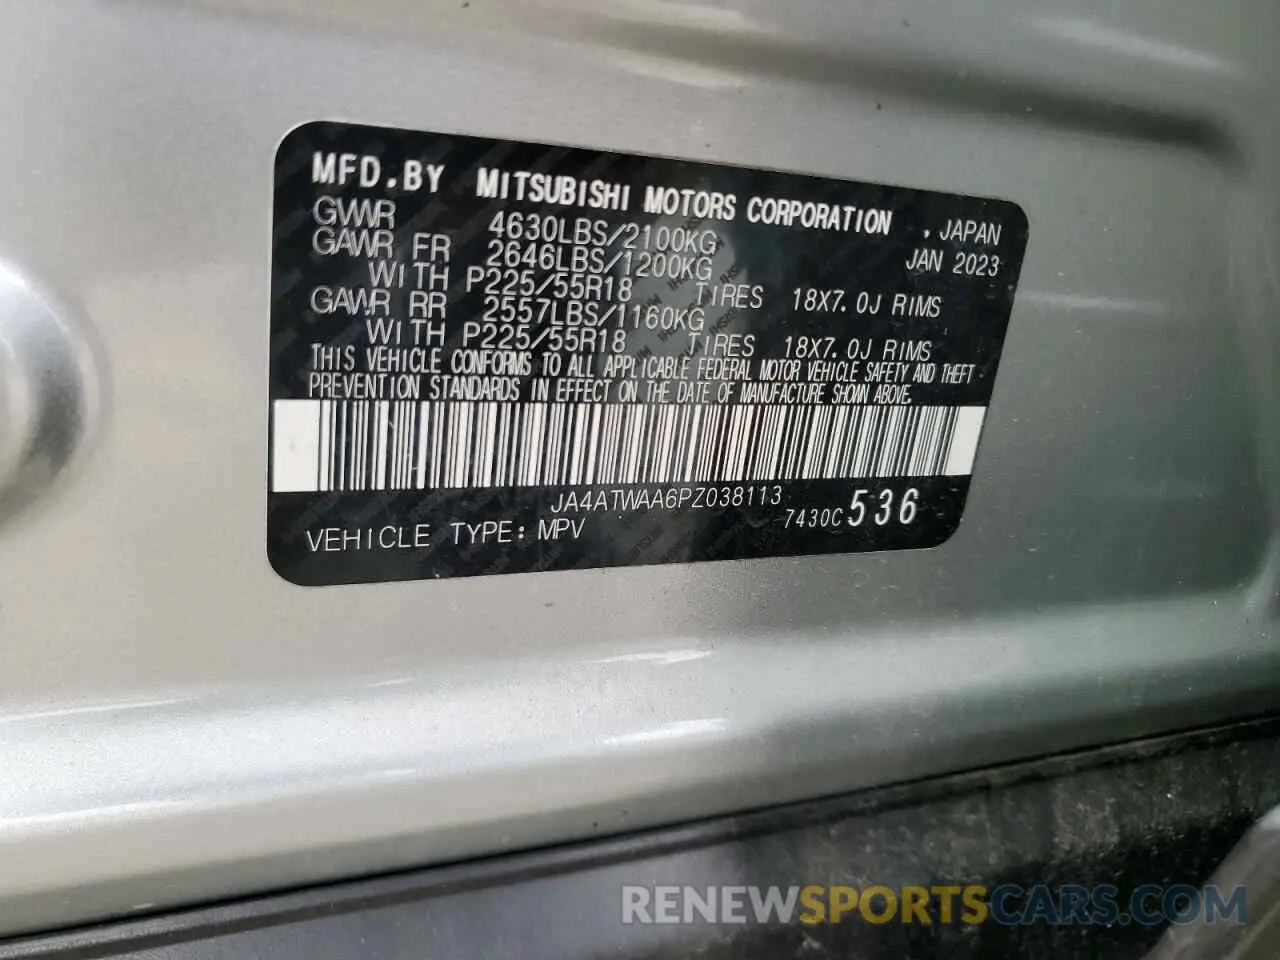 MFD.BY MITSUBISHI MOTORS CORPORATION , JAPAN
GVWR 4630LBS/2100KG JAN 2023
GAWR FR 2646LBS/1200KG
WITH P225/55R18 TIRES 18X7.0J RIMS
GAWR RR 2557LBS/1160KG
WITH P225/55R18 TIRES 18X7.0J RIMS
THIS VEHICLE CONFORMS TO ALL APPLICABLE FEDERAL MOTOR VEHICLE SAFETY AND THEFT
PREVENTION STANDARDS IN EFFECT ON THE DATE OF MANUFACTURE SHOWN ABOVE.
JA4ATWAA6PZ038113
VEHICLE TYPE: MPV 7430C 536
RENEWSPORTSCARS.COM